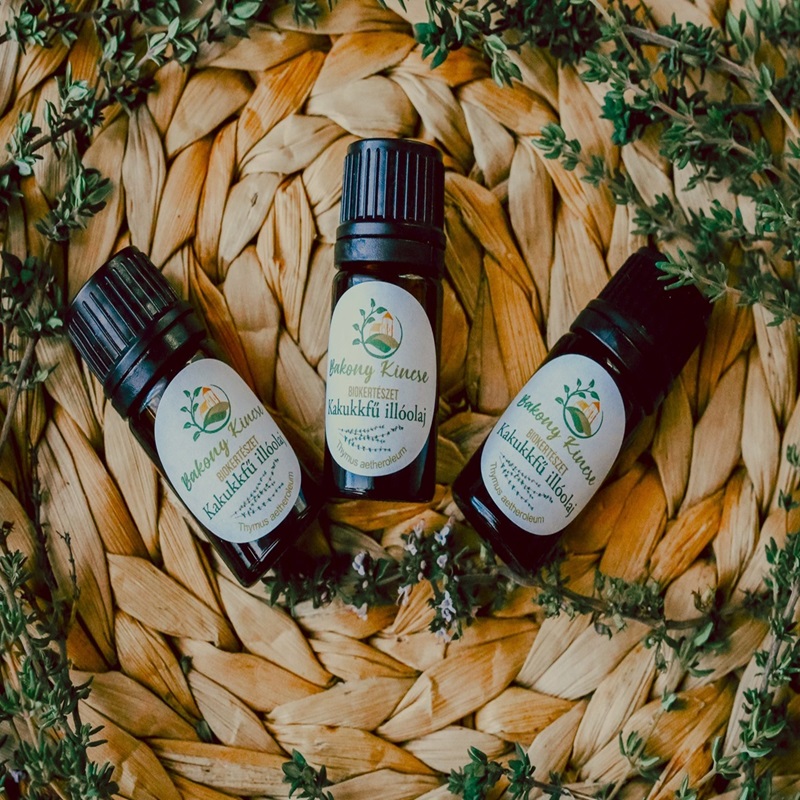 Bakony Kincse
BIOKERTÉSZET
Kakukkfű illóolaj
Thymus aetheroleum
Bakony Kincse
BIOKERTÉSZET
Kakukkfű illóolaj
Thymus aetheroleum
Bakony Kincse
BIOKERTÉSZET
Kakukkfű illóolaj
Thymus aetheroleum